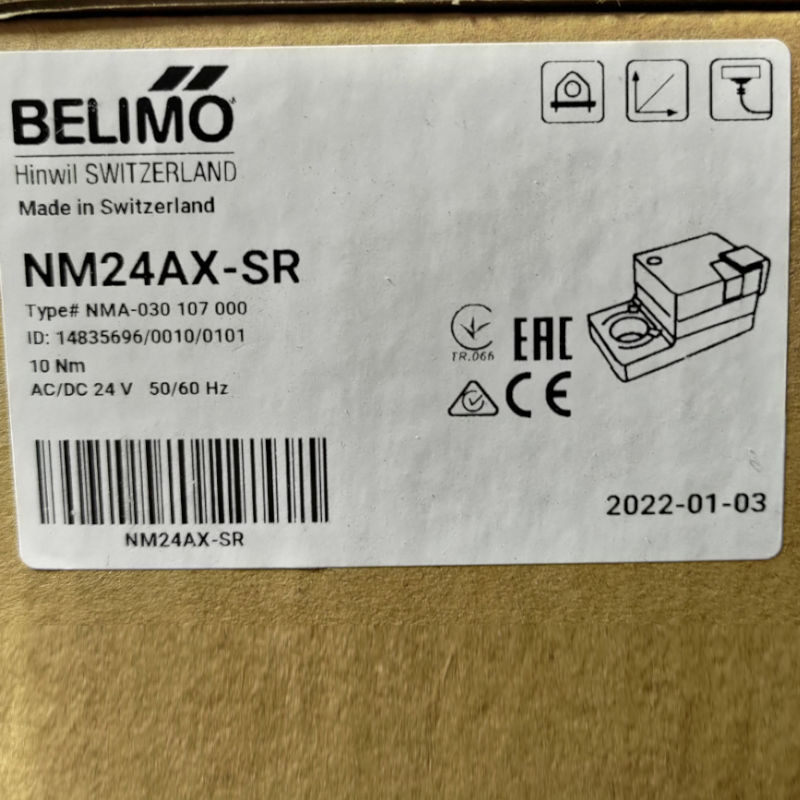 BELIMO
Hinwil SWITZERLAND
Made in Switzerland
NM24AX-SR
Type# NMA-030 107 000
ID: 14835696/0010/0101
10 Nm
AC/DC 24 V 50/60 Hz
TR.066
EAC
CE
NM24AX-SR
2022-01-03